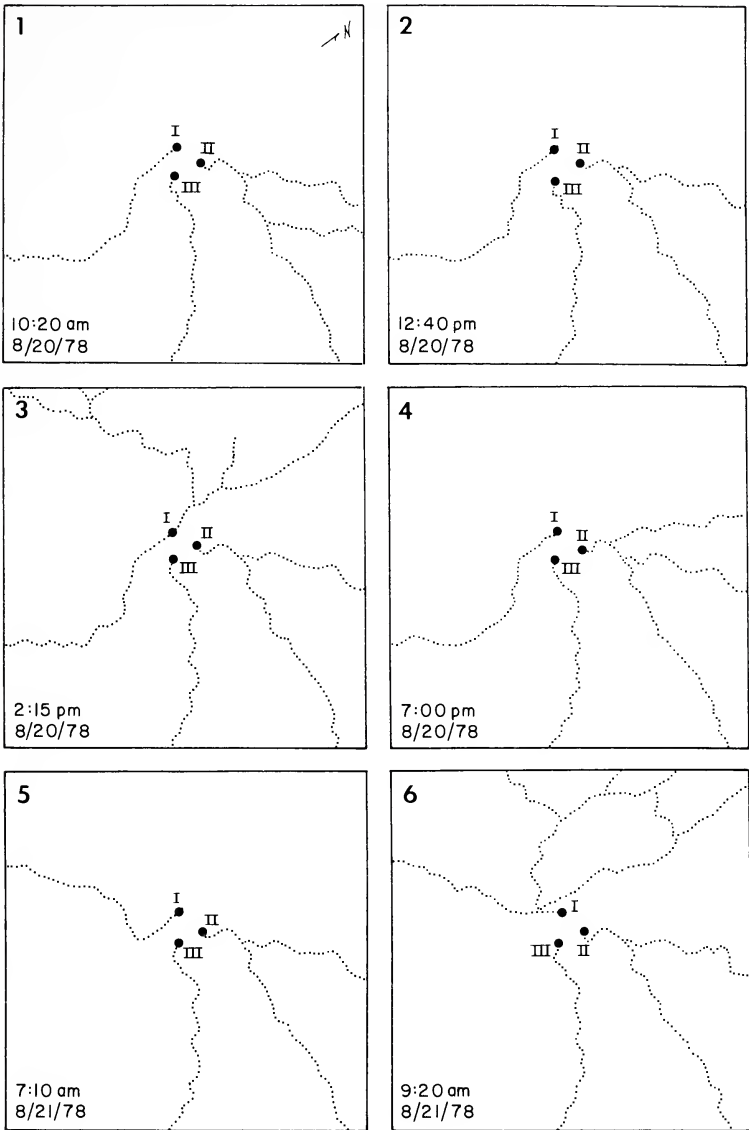 1
N
I
II
III
10:20 am
8/20/78
2
I
II
III
12:40 pm
8/20/78
3
I
II
III
2:15 pm
8/20/78
4
I
II
III
7:00 pm
8/20/78
5
I
II
III
7:10 am
8/21/78
6
I
III II
9:20 am
8/21/78